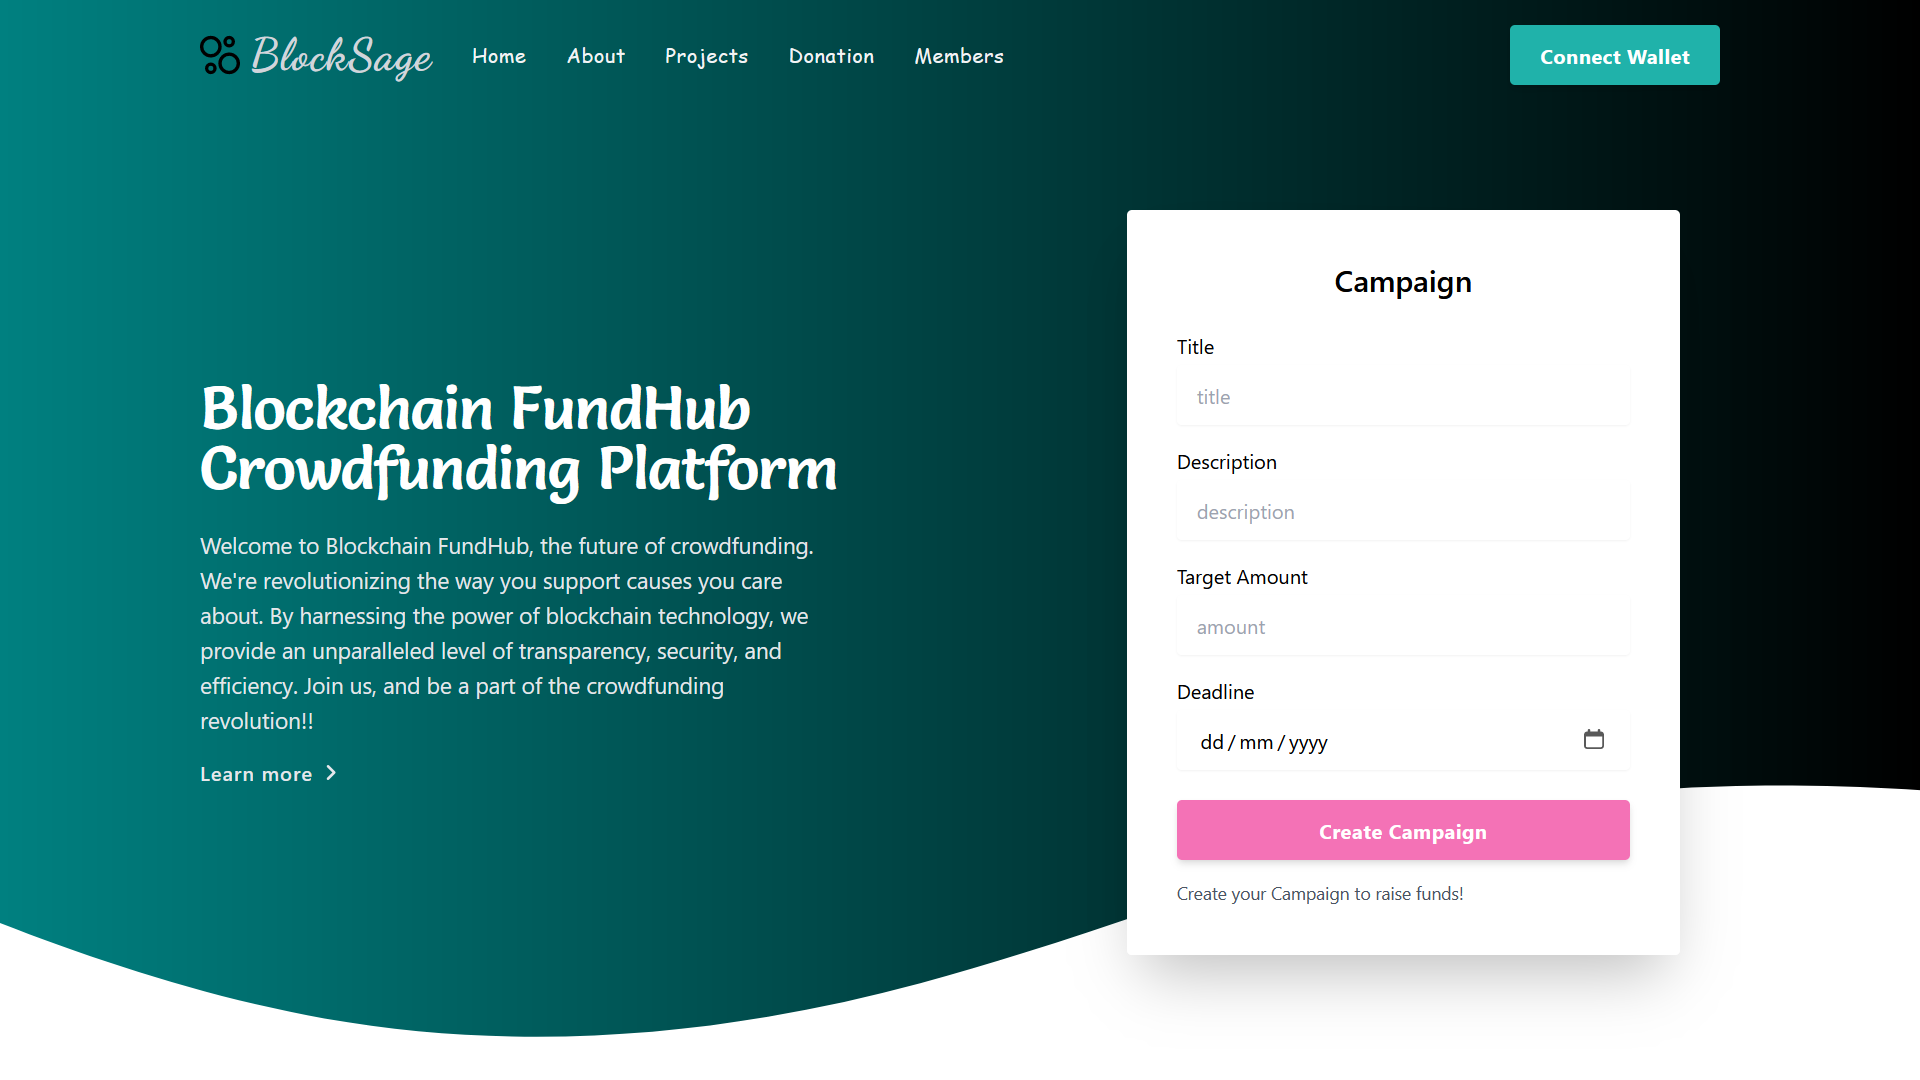 BlockSage
Home
About
Projects
Donation
Members
Connect Wallet
Blockchain FundHub
Crowdfunding Platform
Welcome to Blockchain FundHub, the future of crowdfunding.
We're revolutionizing the way you support causes you care
about. By harnessing the power of blockchain technology, we
provide an unparalleled level of transparency, security, and
efficiency. Join us, and be a part of the crowdfunding
revolution!!
Learn more
Campaign
Title
title
Description
description
Target Amount
amount
Deadline
dd/mm/yyyy
Create Campaign
Create your Campaign to raise funds!